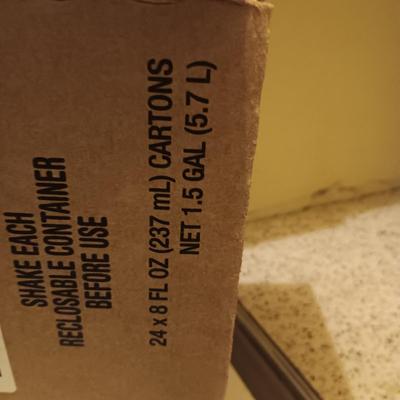 SHAKE EACH
RECLOSABLE CONTAINER
BEFORE USE
24 x 8 FL OZ (237 mL) CARTONS
NET 1.5 GAL (5.7 L)